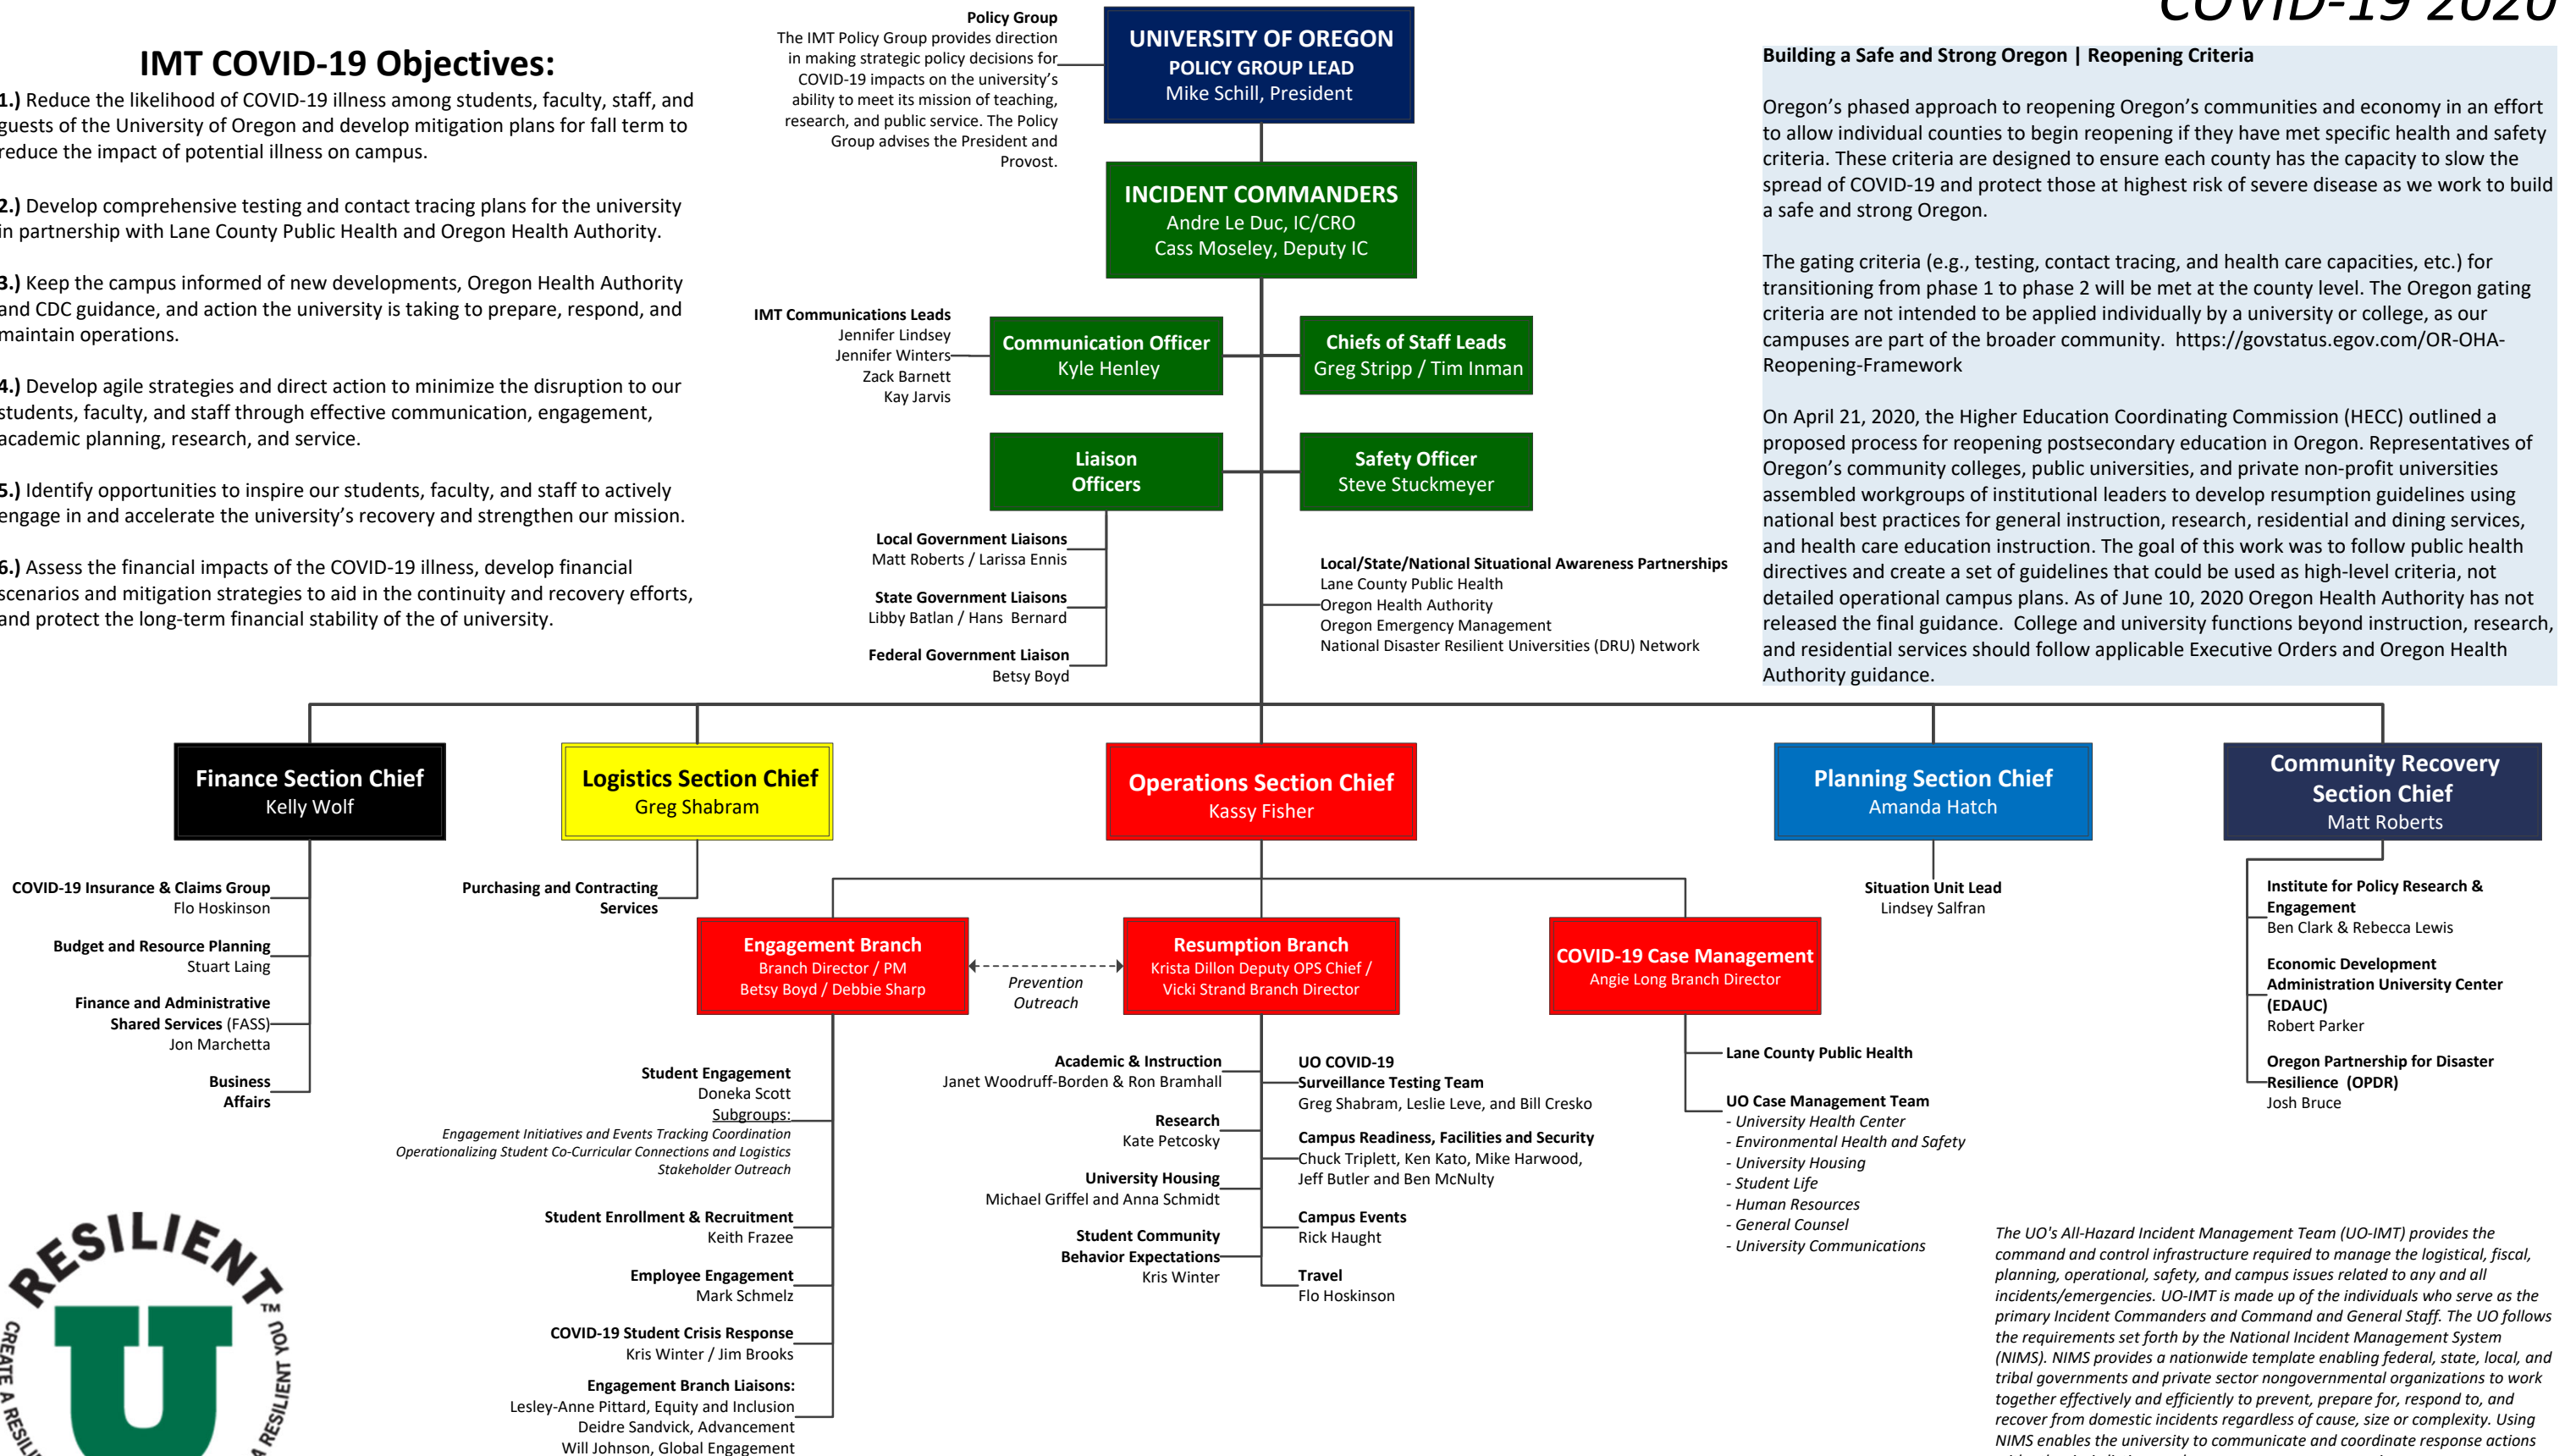 COVID-19 2020
IMT COVID-19 Objectives:
1.) Reduce the likelihood of COVID-19 illness among students, faculty, staff, and
guests of the University of Oregon and develop mitigation plans for fall term to
reduce the impact of potential illness on campus.
2.) Develop comprehensive testing and contact tracing plans for the university
in partnership with Lane County Public Health and Oregon Health Authority.
3.) Keep the campus informed of new developments, Oregon Health Authority
and CDC guidance, and action the university is taking to prepare, respond, and
maintain operations.
4.) Develop agile strategies and direct action to minimize the disruption to our
students, faculty, and staff through effective communication, engagement,
academic planning, research, and service.
5.) Identify opportunities to inspire our students, faculty, and staff to actively
engage in and accelerate the university's recovery and strengthen our mission.
6.) Assess the financial impacts of the COVID-19 illness, develop financial
scenarios and mitigation strategies to aid in the continuity and recovery efforts,
and protect the long-term financial stability of the of university.
Policy Group
The IMT Policy Group provides direction
in making strategic policy decisions for
COVID-19 impacts on the university's
ability to meet its mission of teaching,
research, and public service. The Policy
Group advises the President and
Provost.
UNIVERSITY OF OREGON
POLICY GROUP LEAD
Mike Schill, President
INCIDENT COMMANDERS
Andre Le Duc, IC/CRO
Cass Moseley, Deputy IC
IMT Communications Leads
Jennifer Lindsey
Jennifer Winters
Zack Barnett
Kay Jarvis
Communication Officer
Kyle Henley
Chiefs of Staff Leads
Greg Stripp / Tim Inman
Liaison
Officers
Safety Officer
Steve Stuckmeyer
Local Government Liaisons
Matt Roberts / Larissa Ennis
State Government Liaisons
Libby Batlan / Hans Bernard
Federal Government Liaison
Betsy Boyd
Local/State/National Situational Awareness Partnerships
Lane County Public Health
Oregon Health Authority
Oregon Emergency Management
National Disaster Resilient Universities (DRU) Network
Building a Safe and Strong Oregon | Reopening Criteria
Oregon's phased approach to reopening Oregon's communities and economy in an effort
to allow individual counties to begin reopening if they have met specific health and safety
criteria. These criteria are designed to ensure each county has the capacity to slow the
spread of COVID-19 and protect those at highest risk of severe disease as we work to build
a safe and strong Oregon.
The gating criteria (e.g., testing, contact tracing, and health care capacities, etc.) for
transitioning from phase 1 to phase 2 will be met at the county level. The Oregon gating
criteria are not intended to be applied individually by a university or college, as our
campuses are part of the broader community. https://govstatus.egov.com/OR-OHA-
Reopening-Framework
On April 21, 2020, the Higher Education Coordinating Commission (HECC) outlined a
proposed process for reopening postsecondary education in Oregon. Representatives of
Oregon's community colleges, public universities, and private non-profit universities
assembled workgroups of institutional leaders to develop resumption guidelines using
national best practices for general instruction, research, residential and dining services,
and health care education instruction. The goal of this work was to follow public health
directives and create a set of guidelines that could be used as high-level criteria, not
detailed operational campus plans. As of June 10, 2020 Oregon Health Authority has not
released the final guidance. College and university functions beyond instruction, research,
and residential services should follow applicable Executive Orders and Oregon Health
Authority guidance.
Finance Section Chief
Kelly Wolf
Logistics Section Chief
Greg Shabram
Operations Section Chief
Kassy Fisher
Planning Section Chief
Amanda Hatch
Community Recovery
Section Chief
Matt Roberts
COVID-19 Insurance & Claims Group
Flo Hoskinson
Budget and Resource Planning
Stuart Laing
Finance and Administrative
Shared Services (FASS)
Jon Marchetta
Business
Affairs
Purchasing and Contracting
Services
Engagement Branch
Branch Director / PM
Betsy Boyd / Debbie Sharp
Prevention
Outreach
Resumption Branch
Krista Dillon Deputy OPS Chief /
Vicki Strand Branch Director
COVID-19 Case Management
Angie Long Branch Director
Situation Unit Lead
Lindsey Salfran
Institute for Policy Research &
Engagement
Ben Clark & Rebecca Lewis
Economic Development
Administration University Center
(EDAUC)
Robert Parker
Oregon Partnership for Disaster
Resilience (OPDR)
Josh Bruce
Student Engagement
Doneka Scott
Subgroups:
Engagement Initiatives and Events Tracking Coordination
Operationalizing Student Co-Curricular Connections and Logistics
Stakeholder Outreach
Student Enrollment & Recruitment
Keith Frazee
Employee Engagement
Mark Schmelz
COVID-19 Student Crisis Response
Kris Winter / Jim Brooks
Engagement Branch Liaisons:
Lesley-Anne Pittard, Equity and Inclusion
Deidre Sandvick, Advancement
Will Johnson, Global Engagement
Academic & Instruction
Janet Woodruff-Borden & Ron Bramhall
Research
Kate Petcosky
University Housing
Michael Griffel and Anna Schmidt
Student Community
Behavior Expectations
Kris Winter
UO COVID-19
Surveillance Testing Team
Greg Shabram, Leslie Leve, and Bill Cresko
Campus Readiness, Facilities and Security
Chuck Triplett, Ken Kato, Mike Harwood,
Jeff Butler and Ben McNulty
Campus Events
Rick Haught
Travel
Flo Hoskinson
Lane County Public Health
UO Case Management Team
- University Health Center
- Environmental Health and Safety
- University Housing
- Student Life
- Human Resources
- General Counsel
- University Communications
The UO's All-Hazard Incident Management Team (UO-IMT) provides the
command and control infrastructure required to manage the logistical, fiscal,
planning, operational, safety, and campus issues related to any and all
incidents/emergencies. UO-IMT is made up of the individuals who serve as the
primary Incident Commanders and Command and General Staff. The UO follows
the requirements set forth by the National Incident Management System
(NIMS). NIMS provides a nationwide template enabling federal, state, local, and
tribal governments and private sector nongovernmental organizations to work
together effectively and efficiently to prevent, prepare for, respond to, and
recover from domestic incidents regardless of cause, size or complexity. Using
NIMS enables the university to communicate and coordinate response actions
RESILIENT
U
TM
CREATE A
A RESILIENT YOU